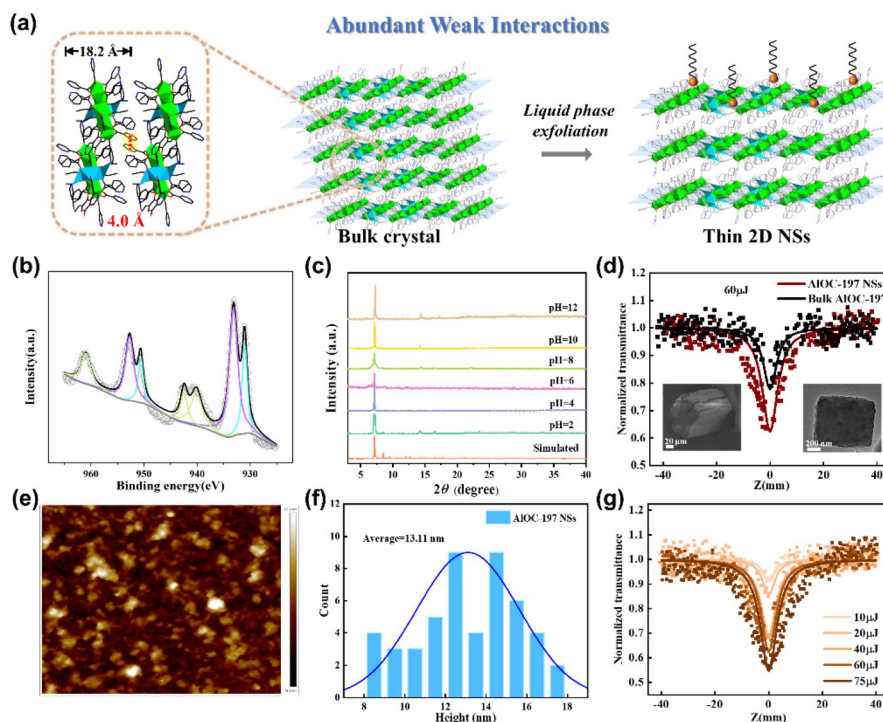 Abundant Weak Interactions
(a)
18.2 Å
4.0 Å
Bulk crystal
Liquid phase
exfoliation
Thin 2D NSs
(b)
Intensity(a.u.)
960 950 940 930
Binding energy(eV)
(c)
Intensity (a.u.)
pH=12
pH=10
pH=8
pH=6
pH=4
pH=2
Simulated
5 10 15 20 25 30 35 40
2θ (degree)
(d)
60μJ
AlOC-197 NSs
Bulk AlOC-197
Normalized transmittance
1.2
1.1
1.0
0.9
0.8
0.7
0.6
0.5
20 μm
200 nm
-40 -20 0 20 40
Z(mm)
(e)
(f)
AlOC-197 NSs
Average=13.11 nm
Count
12
10
8
6
4
2
0
8 10 12 14 16 18
Height(nm)
(g)
Normalized transmittance
1.2
1.1
1.0
0.9
0.8
0.7
0.6
0.5
10μJ
20μJ
40μJ
60μJ
75μJ
-40 -20 0 20 40
Z(mm)